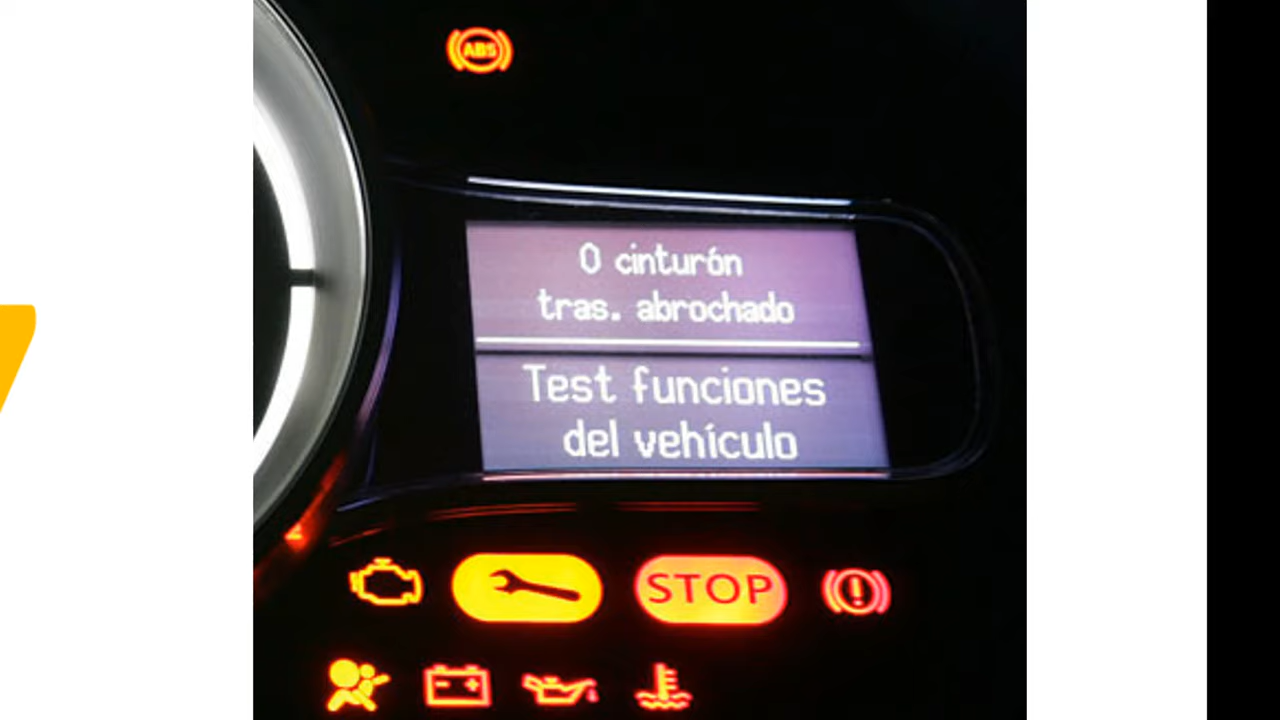 ABS
0 cinturón
tras. abrochado
Test funciones
del vehículo
STOP